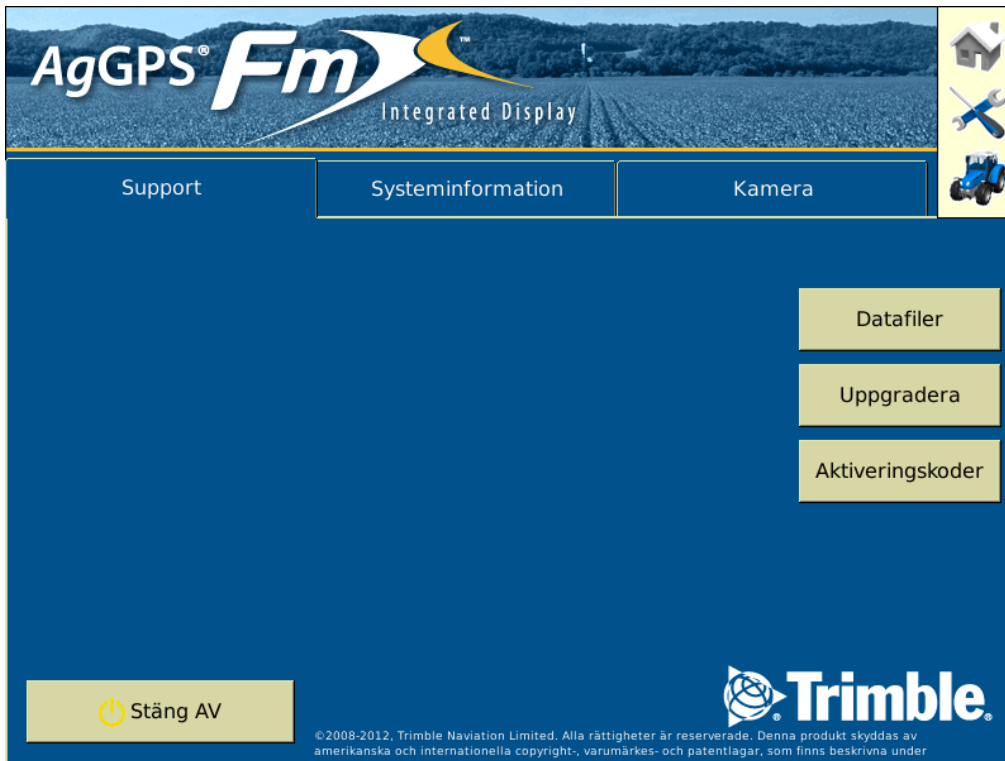 AgGPS® FmX™
Integrated Display
Support
Systeminformation
Kamera
Datafiler
Uppgradera
Aktiveringskoder
Stäng AV
Trimble®
©2008-2012, Trimble Naviation Limited. Alla rättigheter är reserverade. Denna produkt skyddas av
amerikanska och internationella copyright-, varumärkes- och patentlagar, som finns beskrivna under